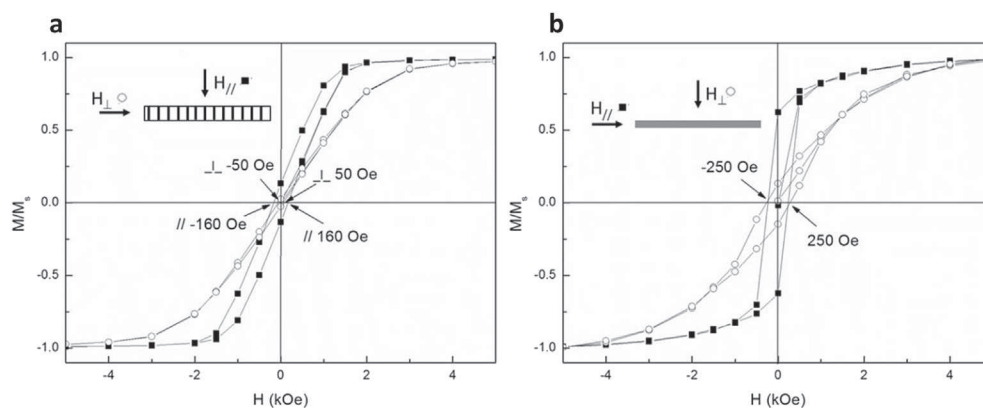 a
1.0
0.5
0.0
-0.5
-1.0
M/Ms
-4 -2 0 2 4
H (kOe)
H⊥
H//
⊥ -50 Oe
⊥ 50 Oe
// -160 Oe
// 160 Oe
b
1.0
0.5
0.0
-0.5
-1.0
M/Ms
-4 -2 0 2 4
H (kOe)
H//
H⊥
-250 Oe
250 Oe